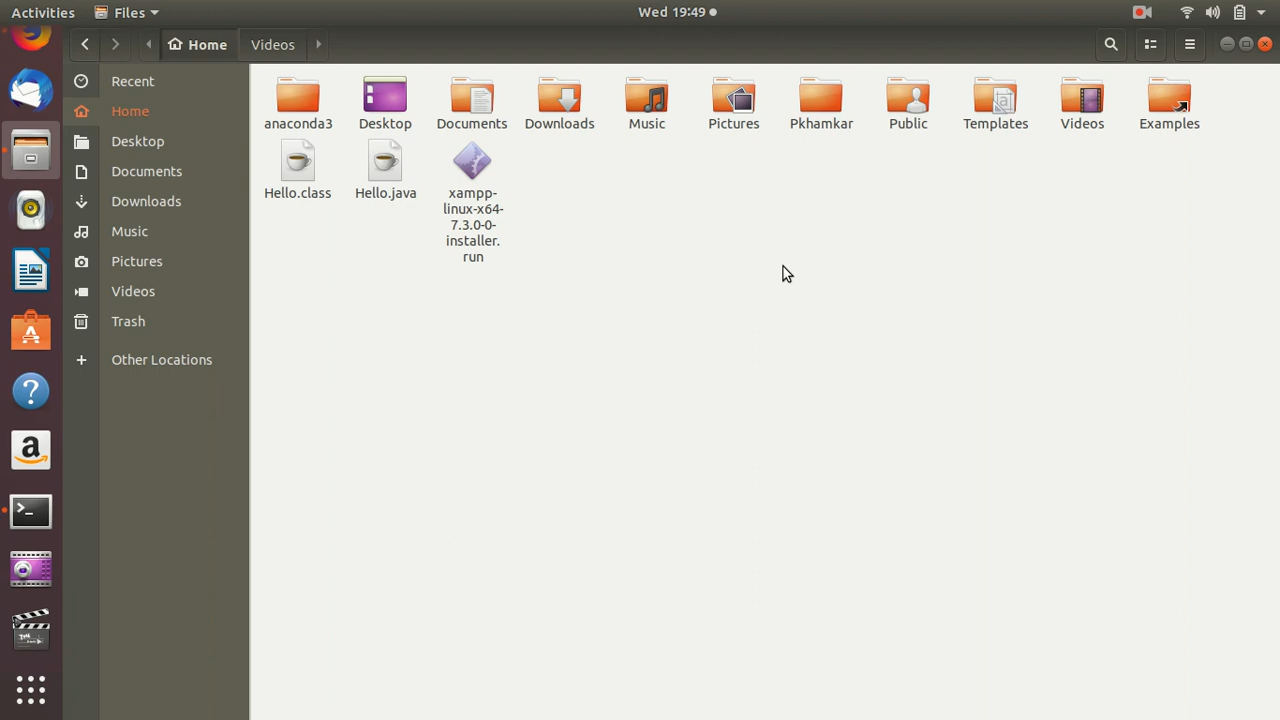 Activities Files Wed 19:49
Home Videos
Recent
Home
Desktop
Documents
Downloads
Music
Pictures
Videos
Trash
Other Locations
anaconda3 Desktop Documents Downloads Music Pictures Pkhamkar Public Templates Videos Examples
Hello.class Hello.java xampp-
linux-x64-
7.3.0-0-
installer.
run